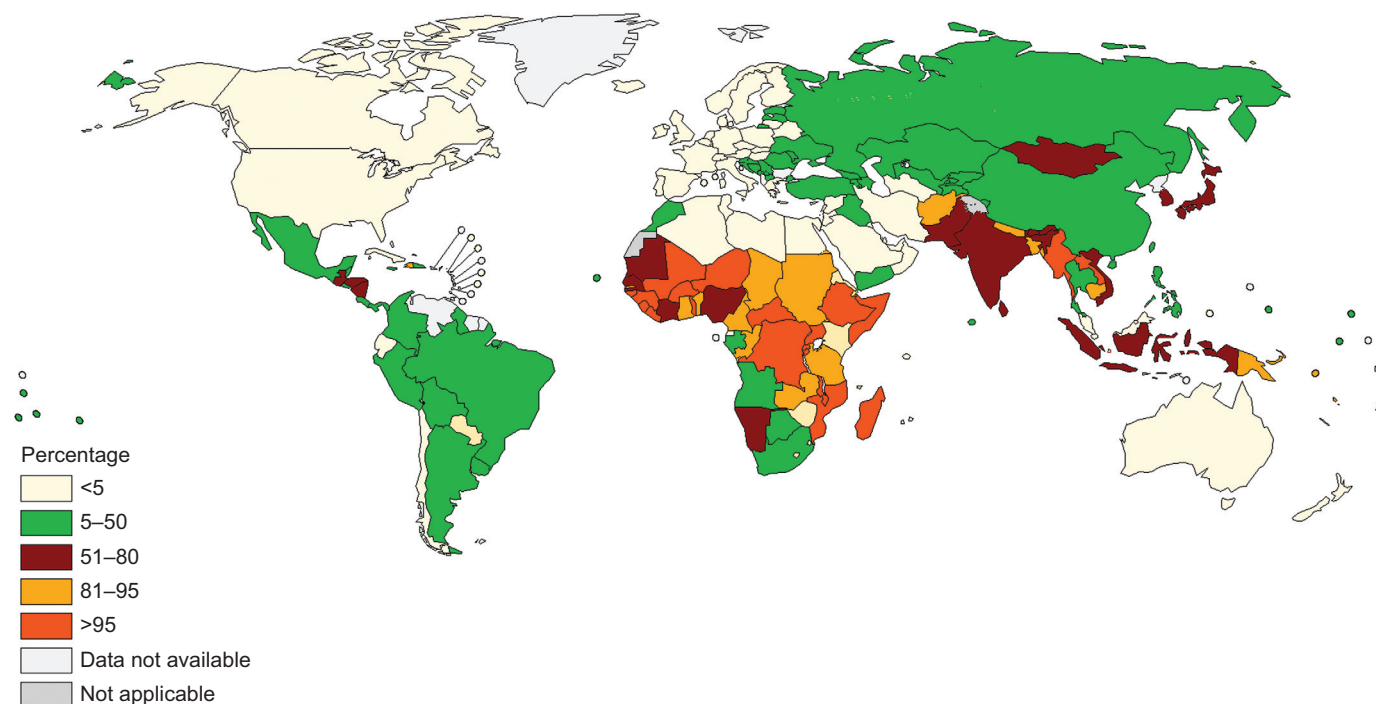 Percentage
<5
5–50
51–80
81–95
>95
Data not available
Not applicable